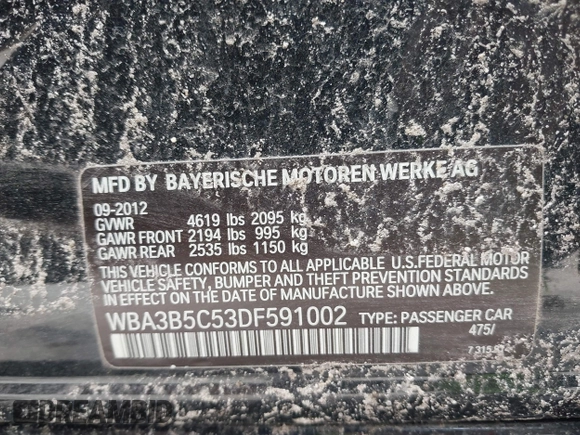 MFD BY BAYERISCHE MOTOREN WERKE AG
09-2012
GVWR 4619 lbs 2095 kg
GAWR FRONT 2194 lbs 995 kg
GAWR REAR 2535 lbs 1150 kg
THIS VEHICLE CONFORMS TO ALL APPLICABLE U.S.FEDERAL MOTOR
VEHICLE SAFETY, BUMPER AND THEFT PREVENTION STANDARDS
IN EFFECT ON THE DATE OF MANUFACTURE SHOWN ABOVE.
WBA3B5C53DF591002 TYPE: PASSENGER CAR
475/
DREAMBID